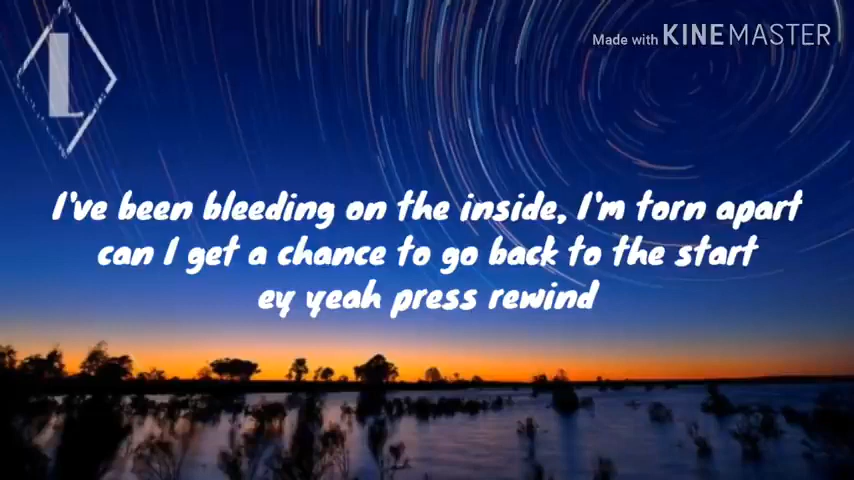 Made with KINEMASTER
L
I've been bleeding on the inside, I'm torn apart
can I get a chance to go back to the start
ey yeah press rewind